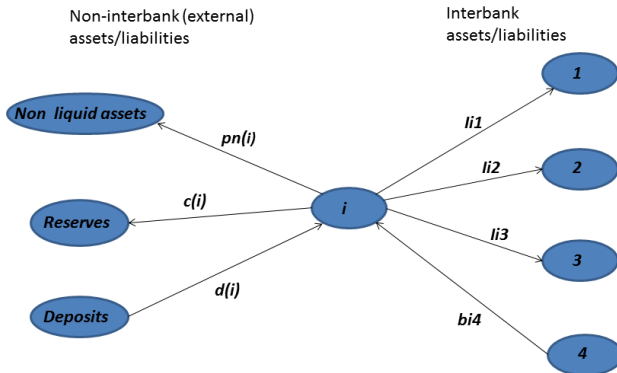 Non-interbank (external)
assets/liabilities
Interbank
assets/liabilities
1
Non liquid assets
pn(i)
li1
2
li2
c(i)
i
Reserves
li3
3
d(i)
Deposits
bi4
4